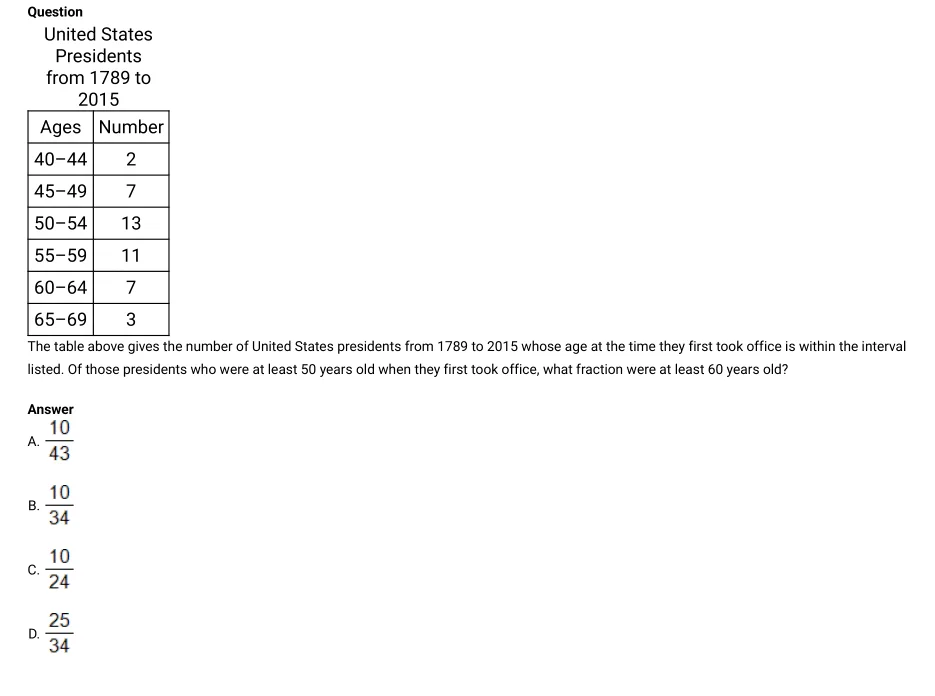 Question
United States
Presidents
from 1789 to
2015
Ages Number
40–44 2
45–49 7
50–54 13
55–59 11
60–64 7
65–69 3
The table above gives the number of United States presidents from 1789 to 2015 whose age at the time they first took office is within the interval
listed. Of those presidents who were at least 50 years old when they first took office, what fraction were at least 60 years old?
Answer
A. 10/43
B. 10/34
C. 10/24
D. 25/34